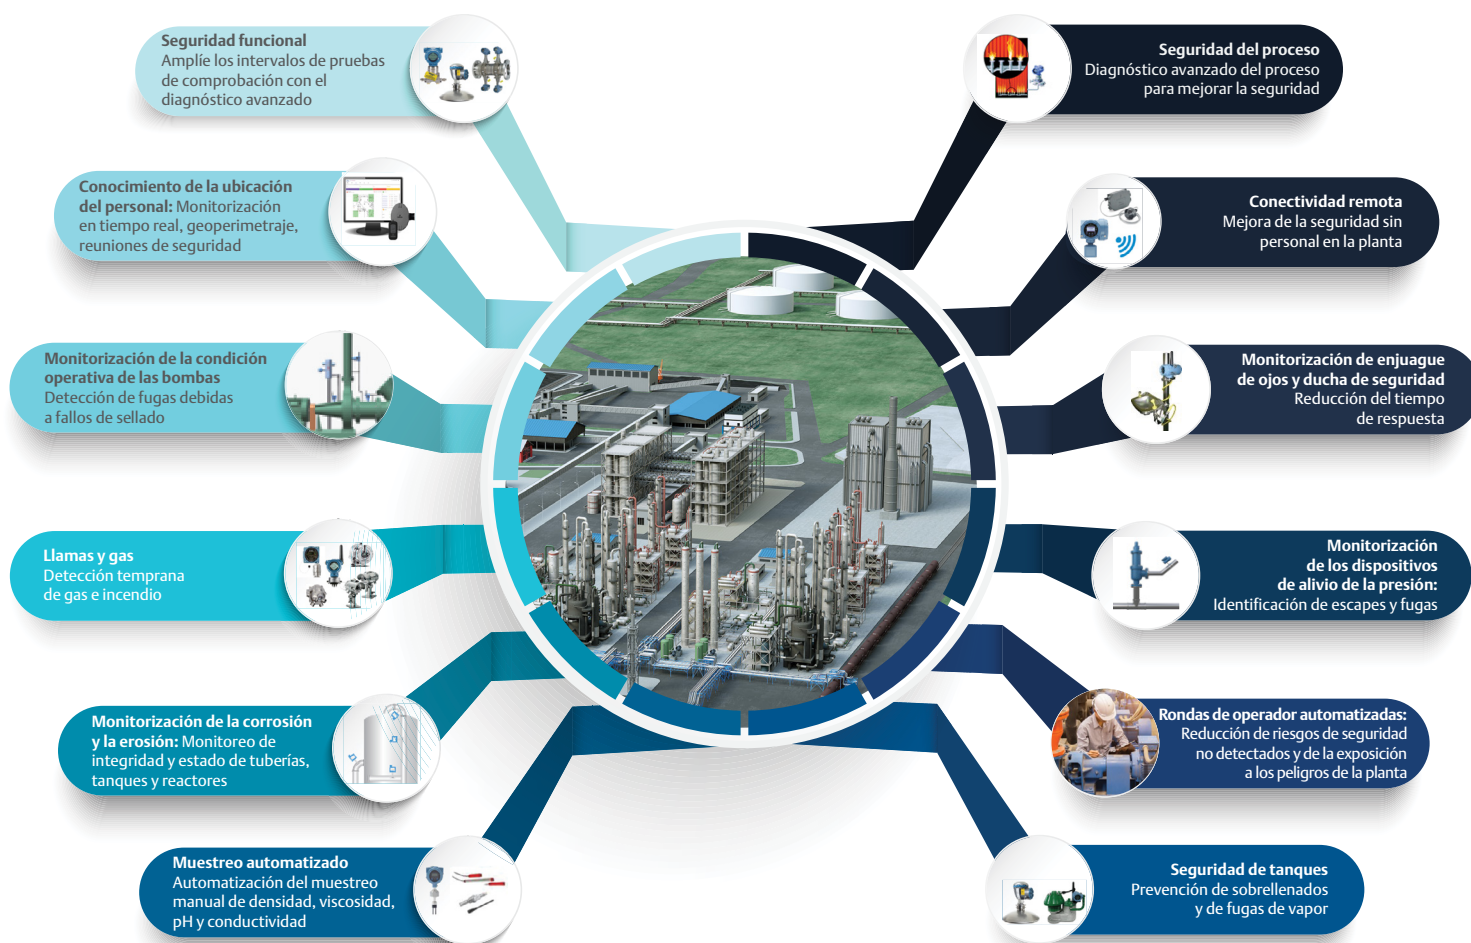 Seguridad funcional
Amplíe los intervalos de pruebas
de comprobación con el
diagnóstico avanzado
Conocimiento de la ubicación
del personal: Monitorización
en tiempo real, geoperimetraje,
reuniones de seguridad
Monitorización de la condición
operativa de las bombas
Detección de fugas debidas
a fallos de sellado
Llamas y gas
Detección temprana
de gas e incendio
Monitorización de la corrosión
y la erosión: Monitoreo de
integridad y estado de tuberías,
tanques y reactores
Muestreo automatizado
Automatización del muestreo
manual de densidad, viscosidad,
pH y conductividad
Seguridad del proceso
Diagnóstico avanzado del proceso
para mejorar la seguridad
Conectividad remota
Mejora de la seguridad sin
personal en la planta
Monitorización de enjuague
de ojos y ducha de seguridad
Reducción del tiempo
de respuesta
Monitorización
de los dispositivos
de alivio de la presión:
Identificación de escapes y fugas
Rondas de operador automatizadas:
Reducción de riesgos de seguridad
no detectados y de la exposición
a los peligros de la planta
Seguridad de tanques
Prevención de sobrellenados
y de fugas de vapor